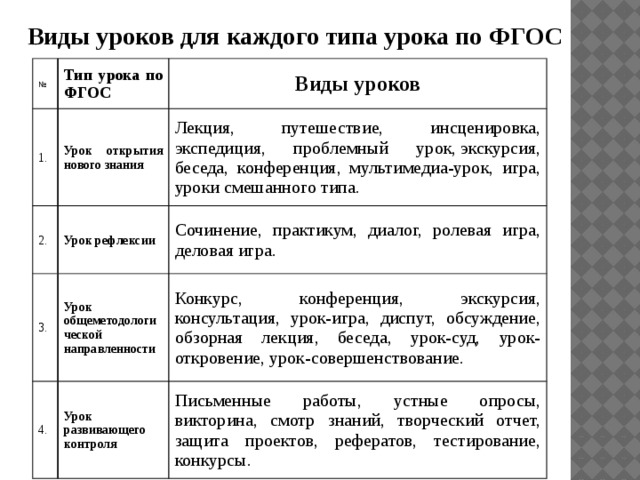 Виды уроков для каждого типа урока по ФГОС
№
Тип урока по
ФГОС
Виды уроков
1.
Урок открытия
нового знания
Лекция, путешествие, инсценировка,
экспедиция, проблемный урок, экскурсия,
беседа, конференция, мультимедиа-урок, игра,
уроки смешанного типа.
2.
Урок рефлексии
Сочинение, практикум, диалог, ролевая игра,
деловая игра.
3.
Урок
общеметодологи
ческой
направленности
Конкурс, конференция, экскурсия,
консультация, урок-игра, диспут, обсуждение,
обзорная лекция, беседа, урок-суд, урок-
откровение, урок-совершенствование.
4.
Урок
развивающего
контроля
Письменные работы, устные опросы,
викторина, смотр знаний, творческий отчет,
защита проектов, рефератов, тестирование,
конкурсы.